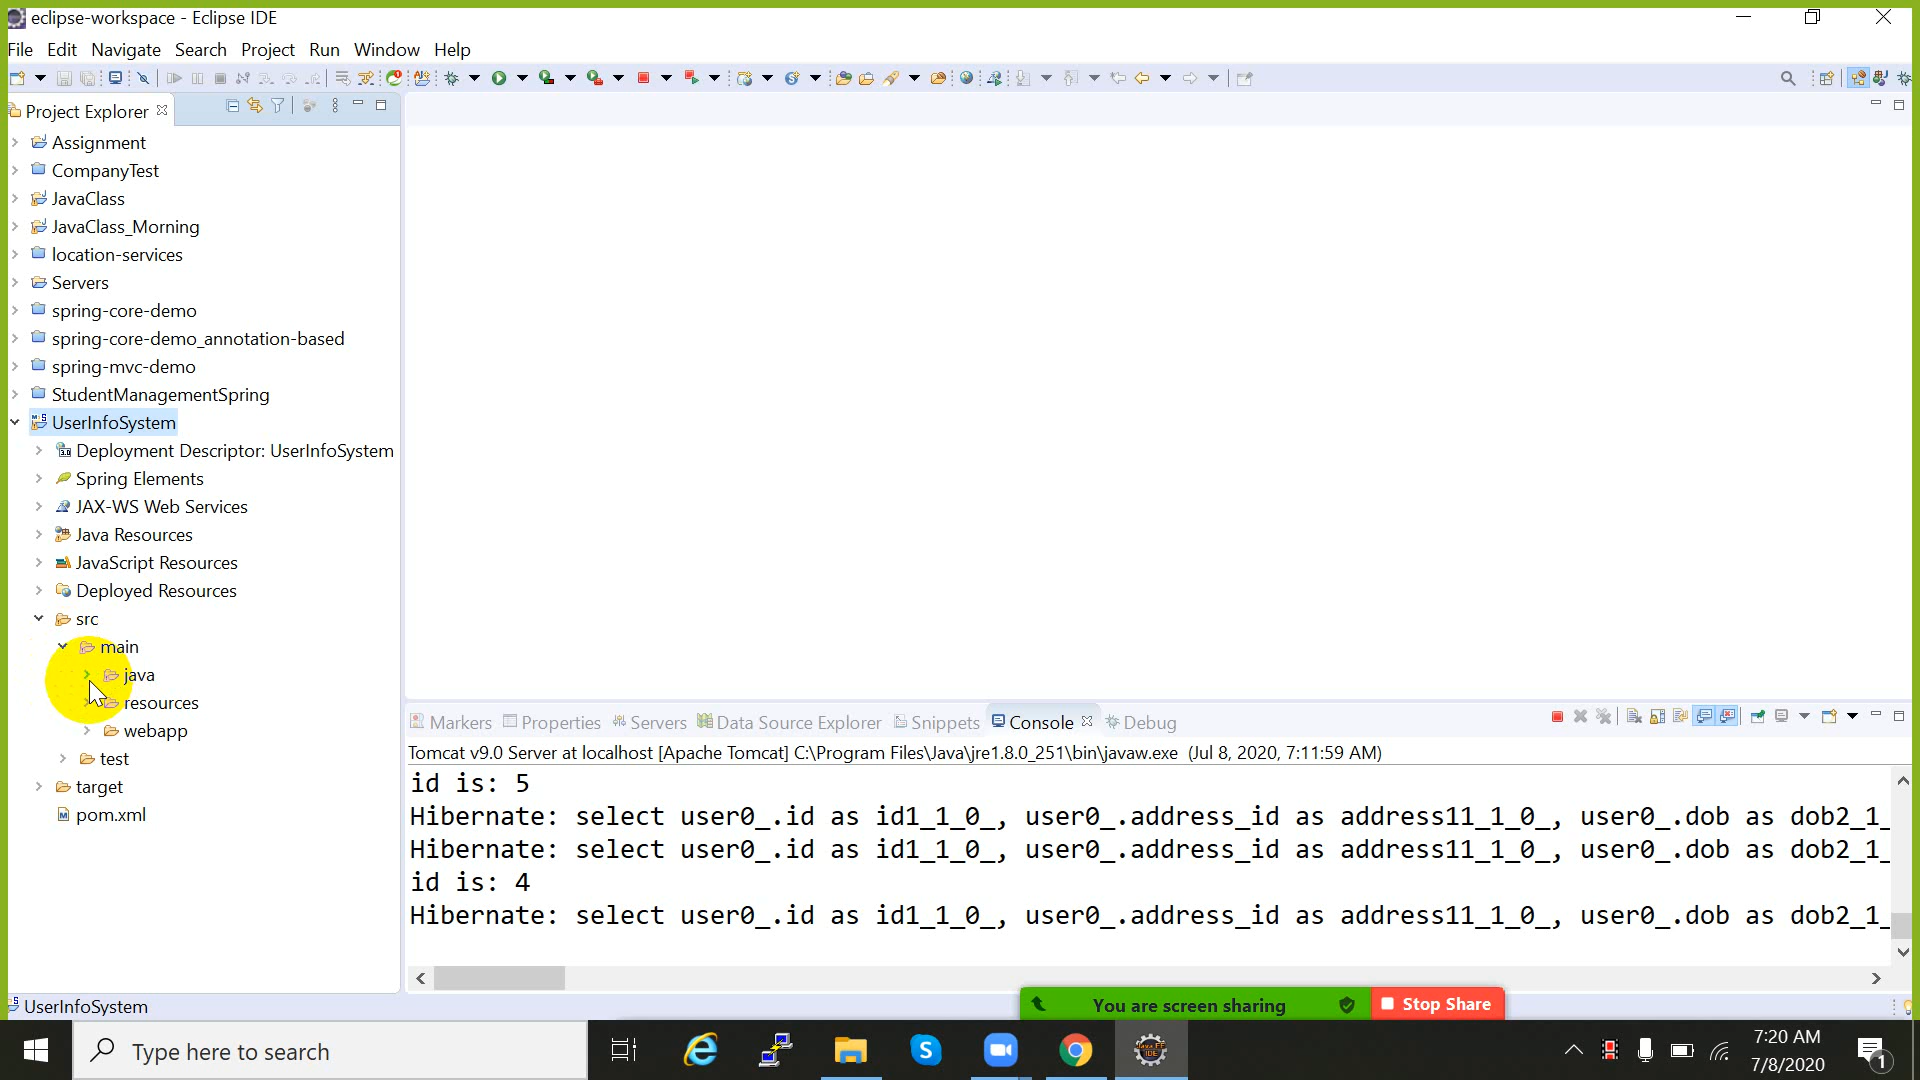 eclipse-workspace - Eclipse IDE
File Edit Navigate Search Project Run Window Help
Project Explorer
Assignment
CompanyTest
JavaClass
JavaClass_Morning
location-services
Servers
spring-core-demo
spring-core-demo_annotation-based
spring-mvc-demo
StudentManagementSpring
UserInfoSystem
Deployment Descriptor: UserInfoSystem
Spring Elements
JAX-WS Web Services
Java Resources
JavaScript Resources
Deployed Resources
src
main
java
resources
webapp
test
target
pom.xml
Markers Properties Servers Data Source Explorer Snippets Console Debug
Tomcat v9.0 Server at localhost [Apache Tomcat] C:\Program Files\Java\jre1.8.0_251\bin\javaw.exe (Jul 8, 2020, 7:11:59 AM)
id is: 5
Hibernate: select user0_.id as id1_1_0_, user0_.address_id as address11_1_0_, user0_.dob as dob2_1_
Hibernate: select user0_.id as id1_1_0_, user0_.address_id as address11_1_0_, user0_.dob as dob2_1_
id is: 4
Hibernate: select user0_.id as id1_1_0_, user0_.address_id as address11_1_0_, user0_.dob as dob2_1_
UserInfoSystem
You are screen sharing Stop Share
Type here to search
7:20 AM
7/8/2020
1